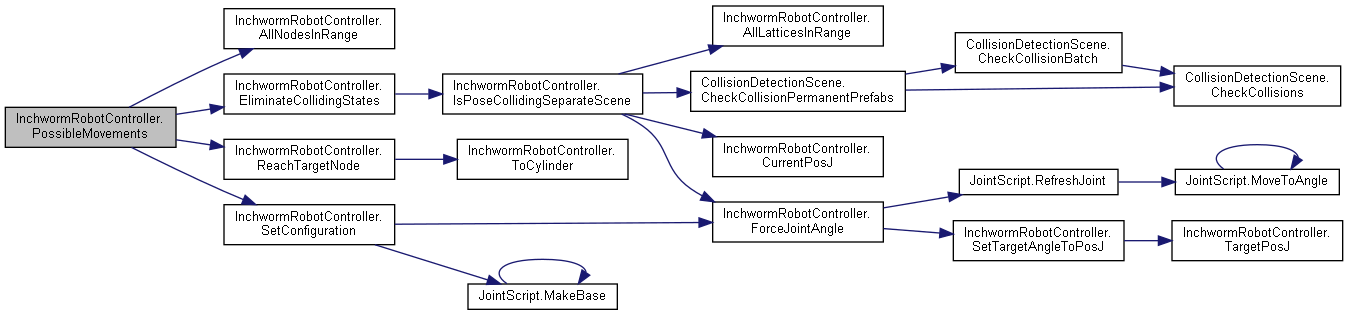 InchwormRobotController.
PossibleMovements
InchwormRobotController.
AllNodesInRange
InchwormRobotController.
EliminateCollidingStates
InchwormRobotController.
ReachTargetNode
InchwormRobotController.
SetConfiguration
InchwormRobotController.
IsPoseCollidingSeparateScene
InchwormRobotController.
ToCylinder
JointScript.MakeBase
InchwormRobotController.
AllLatticesInRange
CollisionDetectionScene.
CheckCollisionPermanentPrefabs
InchwormRobotController.
CurrentPosJ
InchwormRobotController.
ForceJointAngle
CollisionDetectionScene.
CheckCollisionBatch
JointScript.RefreshJoint
InchwormRobotController.
SetTargetAngleToPosJ
CollisionDetectionScene.
CheckCollisions
JointScript.MoveToAngle
InchwormRobotController.
TargetPosJ